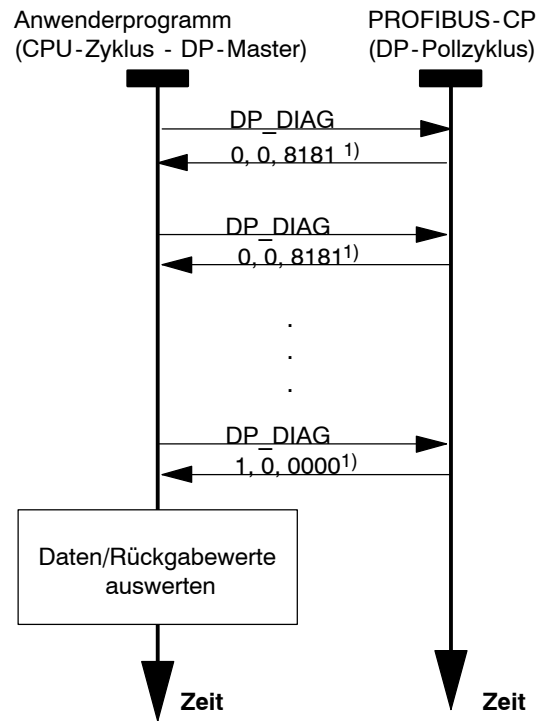 Anwenderprogramm
(CPU-Zyklus - DP-Master)
PROFIBUS-CP
(DP-Pollzyklus)
DP_DIAG
0, 0, 8181 1)
DP_DIAG
0, 0, 8181 1)
.
.
.
DP_DIAG
1, 0, 0000 1)
Daten/Rückgabewerte
auswerten
Zeit
Zeit